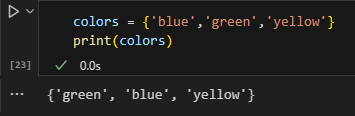 colors = {'blue','green','yellow'}
print(colors)
[23]
0.0s
{'green', 'blue', 'yellow'}